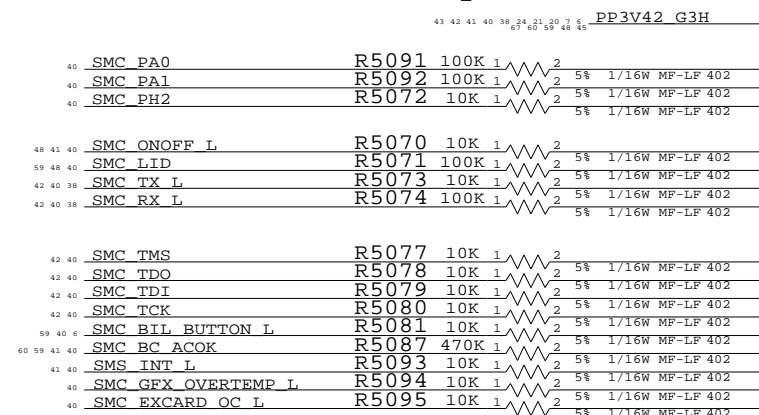 43 42 41 40 38 24 21 20 7 6 PP3V42_G3H
67 60 59 48 45
40 SMC_PA0 R5091 100K 1 2
5% 1/16W MF-LF 402
40 SMC_PA1 R5092 100K 1 2
5% 1/16W MF-LF 402
40 SMC_PH2 R5072 10K 1 2
5% 1/16W MF-LF 402
48 41 40 SMC_ONOFF_L R5070 10K 1 2
5% 1/16W MF-LF 402
59 48 40 SMC_LID R5071 100K 1 2
5% 1/16W MF-LF 402
42 40 38 SMC_TX_L R5073 10K 1 2
5% 1/16W MF-LF 402
42 40 38 SMC_RX_L R5074 100K 1 2
5% 1/16W MF-LF 402
42 40 SMC_TMS R5077 10K 1 2
5% 1/16W MF-LF 402
42 40 SMC_TDO R5078 10K 1 2
5% 1/16W MF-LF 402
42 40 SMC_TDI R5079 10K 1 2
5% 1/16W MF-LF 402
42 40 SMC_TCK R5080 10K 1 2
5% 1/16W MF-LF 402
59 40 6 SMC_BIL_BUTTON_L R5081 10K 1 2
5% 1/16W MF-LF 402
60 59 41 40 SMC_BC_ACOK R5087 470K 1 2
5% 1/16W MF-LF 402
41 40 SMS_INT_L R5093 10K 1 2
5% 1/16W MF-LF 402
40 SMC_GFX_OVERTEMP_L R5094 10K 1 2
5% 1/16W MF-LF 402
40 SMC_EXCARD_OC_L R5095 10K 1 2
5% 1/16W MF-LF 402